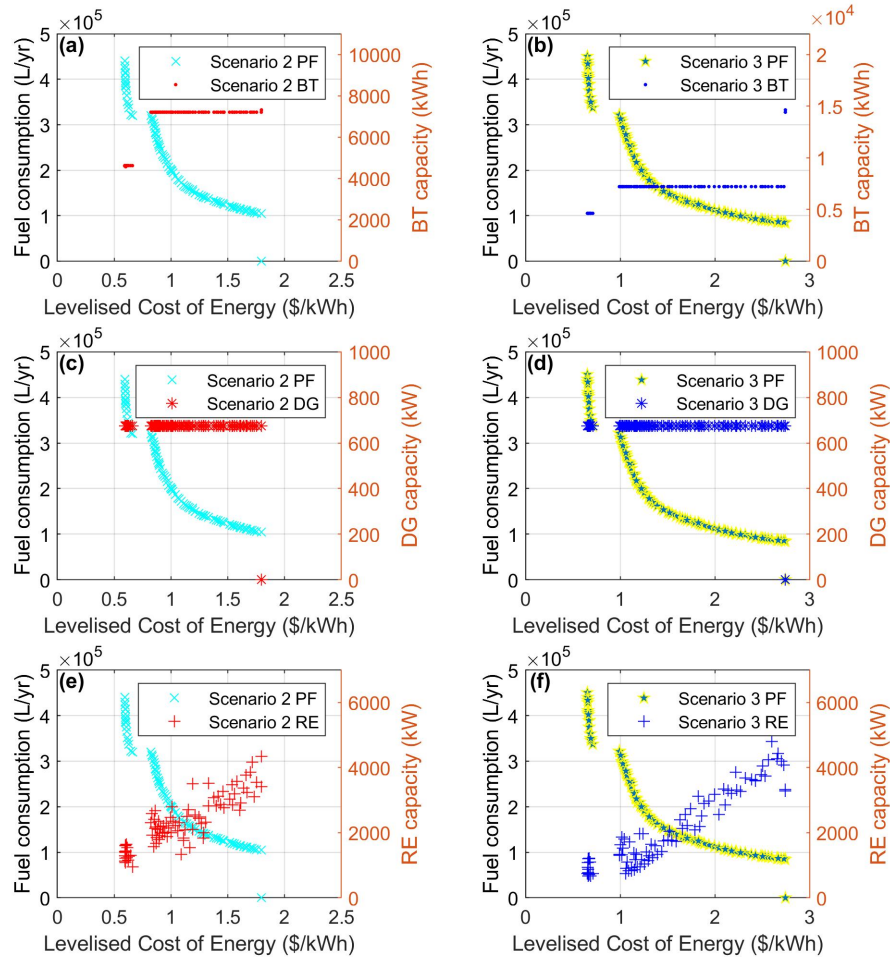 ×10^5
(a)
Scenario 2 PF
Scenario 2 BT
Fuel consumption (L/yr)
5
4
3
2
1
0
10000
8000
6000
4000
2000
0
BT capacity (kWh)
0 0.5 1 1.5 2 2.5
Levelised Cost of Energy ($/kWh)
×10^5
×10^4
(b)
Scenario 3 PF
Scenario 3 BT
Fuel consumption (L/yr)
5
4
3
2
1
0
2
1.5
1
0.5
0
BT capacity (kWh)
0 1 2 3
Levelised Cost of Energy ($/kWh)
×10^5
(c)
Scenario 2 PF
Scenario 2 DG
Fuel consumption (L/yr)
5
4
3
2
1
0
1000
800
600
400
200
0
DG capacity (kW)
0 0.5 1 1.5 2 2.5
Levelised Cost of Energy ($/kWh)
×10^5
(d)
Scenario 3 PF
Scenario 3 DG
Fuel consumption (L/yr)
5
4
3
2
1
0
1000
800
600
400
200
0
DG capacity (kW)
0 1 2 3
Levelised Cost of Energy ($/kWh)
×10^5
(e)
Scenario 2 PF
Scenario 2 RE
Fuel consumption (L/yr)
5
4
3
2
1
0
6000
4000
2000
0
RE capacity (kW)
0 0.5 1 1.5 2 2.5
Levelised Cost of Energy ($/kWh)
×10^5
(f)
Scenario 3 PF
Scenario 3 RE
Fuel consumption (L/yr)
5
4
3
2
1
0
6000
4000
2000
0
RE capacity (kW)
0 1 2 3
Levelised Cost of Energy ($/kWh)